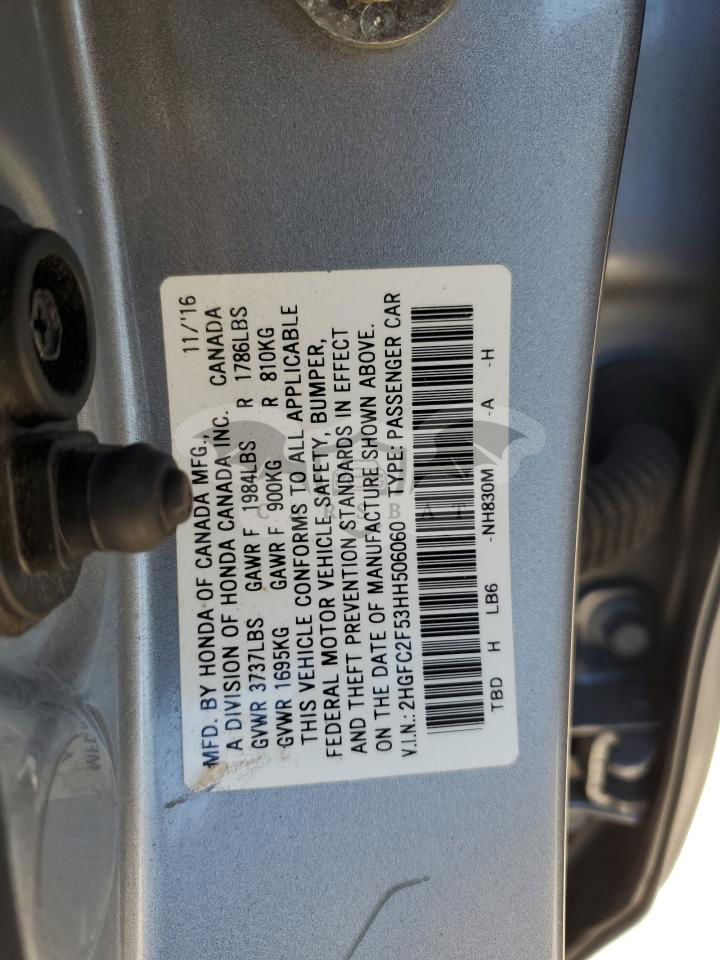 11/'16
MFD. BY HONDA OF CANADA MFG.,
A DIVISION OF HONDA CANADA INC. CANADA
GVWR 3737LBS GAWR F 1984LBS R 1786LBS
GVWR 1695KG GAWR F 900KG R 810KG
THIS VEHICLE CONFORMS TO ALL APPLICABLE
FEDERAL MOTOR VEHICLE SAFETY, BUMPER,
AND THEFT PREVENTION STANDARDS IN EFFECT
ON THE DATE OF MANUFACTURE SHOWN ABOVE.
V.I.N.: 2HGFC2F53HH506060 TYPE: PASSENGER CAR
TBD H LB6 -NH830M -A -H